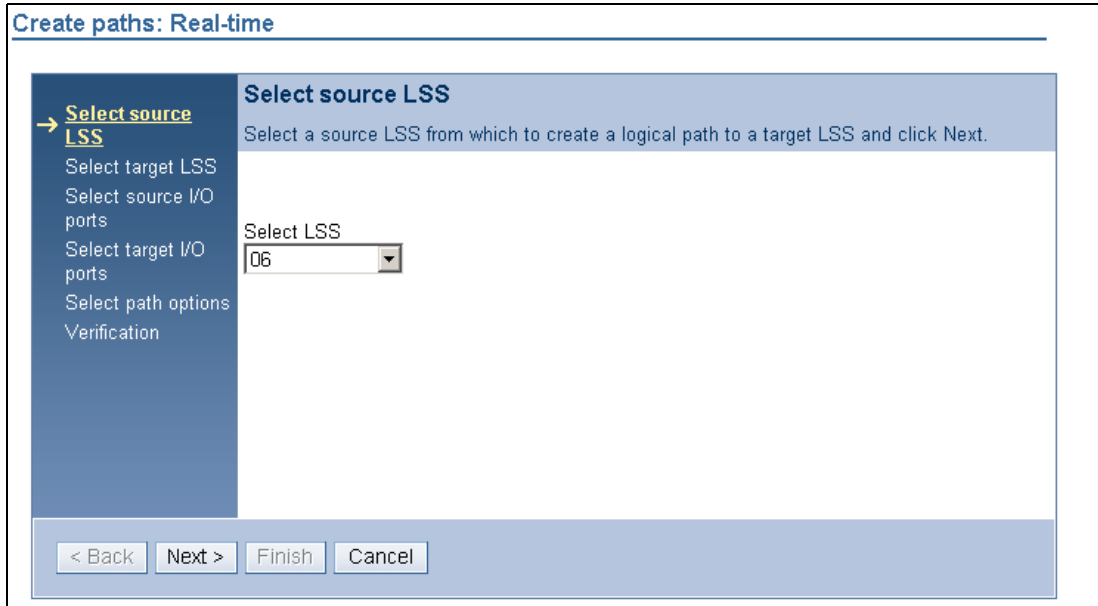 Create paths: Real-time
Select source
LSS
Select target LSS
Select source I/O
ports
Select target I/O
ports
Select path options
Verification
Select source LSS
Select a source LSS from which to create a logical path to a target LSS and click Next.
Select LSS
06
< Back
Next >
Finish
Cancel